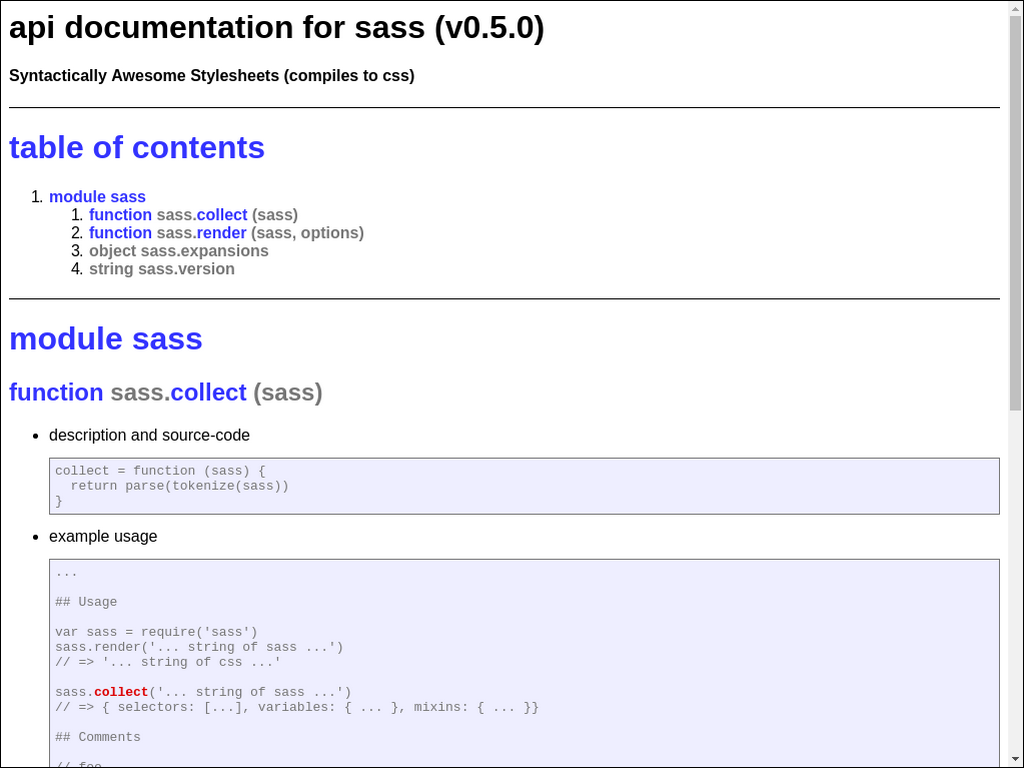 api documentation for sass (v0.5.0)
Syntactically Awesome Stylesheets (compiles to css)
table of contents
1. module sass
1. function sass.collect (sass)
2. function sass.render (sass, options)
3. object sass.expansions
4. string sass.version
module sass
function sass.collect (sass)
• description and source-code
collect = function (sass) {
  return parse(tokenize(sass))
}
• example usage
...
## Usage
var sass = require('sass')
sass.render('... string of sass ...')
// => '... string of css ...'
sass.collect('... string of sass ...')
// => { selectors: [...], variables: { ... }, mixins: { ... }}
## Comments
// foo